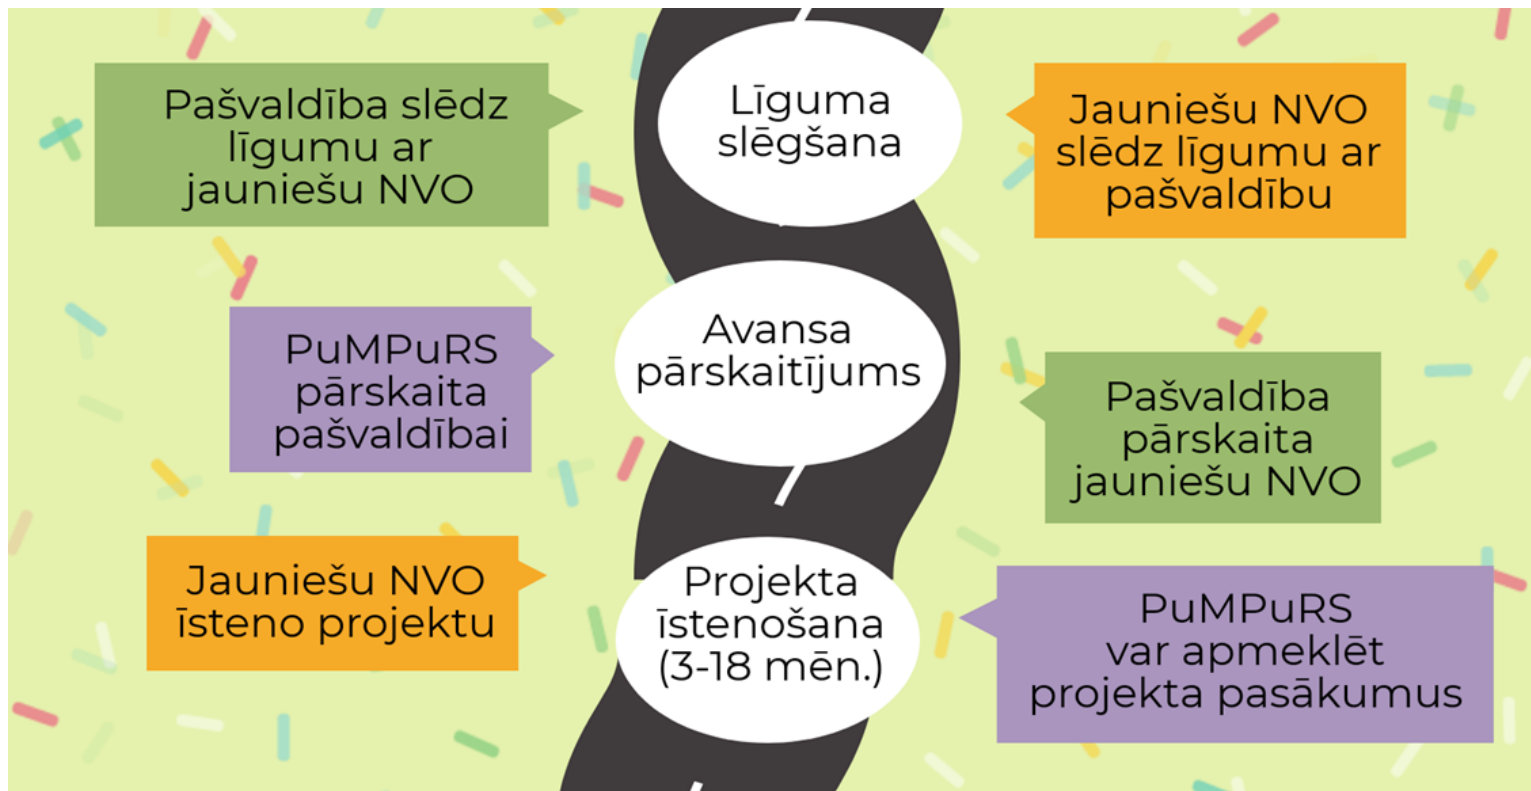 Pašvaldība slēdz
līgumu ar
jauniešu NVO
Līguma
slēgšana
Jauniešu NVO
slēdz līgumu ar
pašvaldību
PuMPuRS
pārskaita
pašvaldībai
Avansa
pārskaitījums
Pašvaldība
pārskaita
jauniešu NVO
Jauniešu NVO
īsteno projektu
Projekta
īstenošana
(3-18 mēn.)
PuMPuRS
var apmeklēt
projekta pasākumus